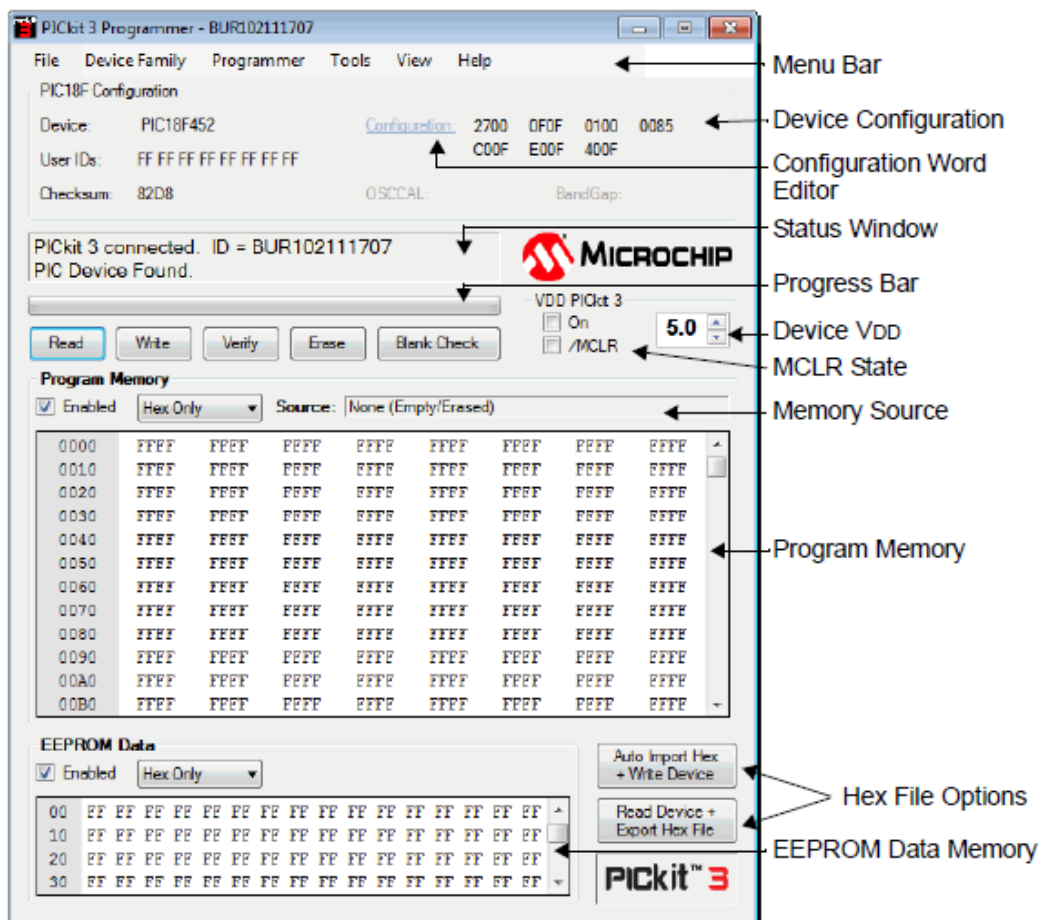 PICkit 3 Programmer - BUR102111707
File Device Family Programmer Tools View Help
Menu Bar
PIC18F Configuration
Device: PIC18F452 Configuration: 2700 0F0F 0100 0085
Device Configuration
C00F E00F 400F
User IDs: FF FF FF FF FF FF FF FF
Configuration Word
Editor
Checksum: 82D8 OSCCAL: BandGap:
Status Window
PICkit 3 connected. ID = BUR102111707
PIC Device Found.
MICROCHIP
Progress Bar
VDD PICkit 3
On
5.0
Device VDD
/MCLR
MCLR State
Read Write Verify Erase Blank Check
Program Memory
Enabled Hex Only Source: None (Empty/Erased)
Memory Source
0000 FFFF FFFF FFFF FFFF FFFF FFFF FFFF FFFF
0010 FFFF FFFF FFFF FFFF FFFF FFFF FFFF FFFF
0020 FFFF FFFF FFFF FFFF FFFF FFFF FFFF FFFF
0030 FFFF FFFF FFFF FFFF FFFF FFFF FFFF FFFF
0040 FFFF FFFF FFFF FFFF FFFF FFFF FFFF FFFF
0050 FFFF FFFF FFFF FFFF FFFF FFFF FFFF FFFF
0060 FFFF FFFF FFFF FFFF FFFF FFFF FFFF FFFF
0070 FFFF FFFF FFFF FFFF FFFF FFFF FFFF FFFF
0080 FFFF FFFF FFFF FFFF FFFF FFFF FFFF FFFF
0090 FFFF FFFF FFFF FFFF FFFF FFFF FFFF FFFF
00A0 FFFF FFFF FFFF FFFF FFFF FFFF FFFF FFFF
00B0 FFFF FFFF FFFF FFFF FFFF FFFF FFFF FFFF
Program Memory
EEPROM Data
Enabled Hex Only
00 FF FF FF FF FF FF FF FF FF FF FF FF FF FF FF FF
10 FF FF FF FF FF FF FF FF FF FF FF FF FF FF FF FF
20 FF FF FF FF FF FF FF FF FF FF FF FF FF FF FF FF
30 FF FF FF FF FF FF FF FF FF FF FF FF FF FF FF FF
Auto Import Hex
+ Write Device
Read Device +
Export Hex File
Hex File Options
EEPROM Data Memory
PICkit™ 3